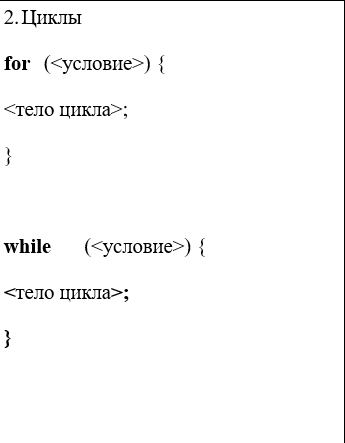 2. Циклы
for (<условие>) {
<тело цикла>;
}
while (<условие>) {
<тело цикла>;
}